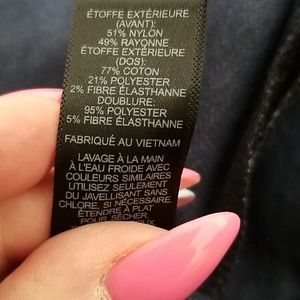 ÉTOFFE EXTÉRIEURE
(AVANT):
51% NYLON
49% RAYONNE
ÉTOFFE EXTÉRIEURE
(DOS):
77% COTON
21% POLYESTER
2% FIBRE ÉLASTHANNE
DOUBLURE:
95% POLYESTER
5% FIBRE ÉLASTHANNE
FABRIQUÉ AU VIETNAM
LAVAGE À LA MAIN
À L'EAU FROIDE AVEC
COULEURS SIMILAIRES
UTILISEZ SEULEMENT
DU JAVELLISANT SANS
CHLORE, SI NÉCESSAIRE.
ÉTENDRE À PLAT
POUR SÉCHER.